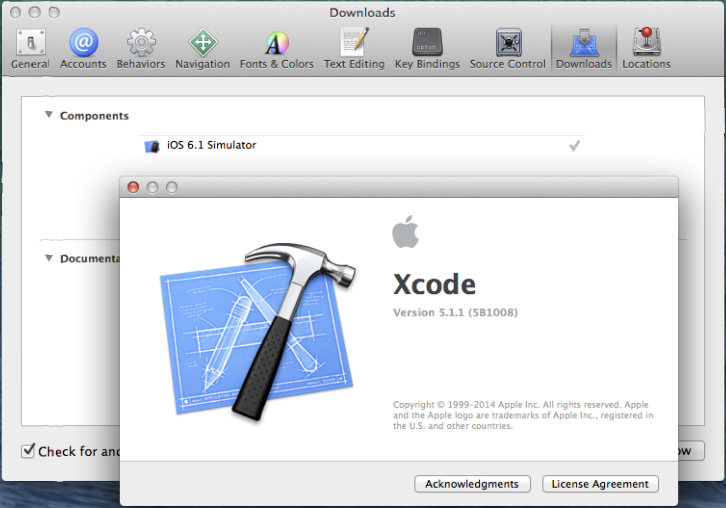 Downloads
General Accounts Behaviors Navigation Fonts & Colors Text Editing Key Bindings Source Control Downloads Locations
Components
iOS 6.1 Simulator
Documenta
Xcode
Version 5.1.1 (5B1008)
Copyright © 1999–2014 Apple Inc. All rights reserved. Apple
and the Apple logo are trademarks of Apple Inc., registered in
the U.S. and other countries.
Check for and
ow
Acknowledgments License Agreement